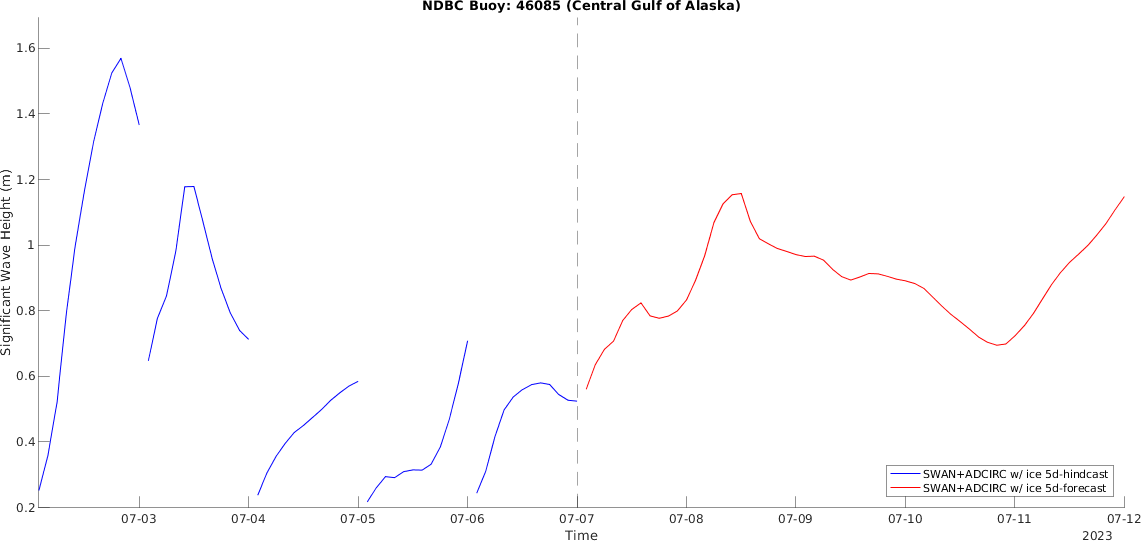 NDBC Buoy: 46085 (Central Gulf of Alaska)
Significant Wave Height (m)
1.6
1.4
1.2
1
0.8
0.6
0.4
0.2
SWAN+ADCIRC w/ ice 5d-hindcast
SWAN+ADCIRC w/ ice 5d-forecast
07-03 07-04 07-05 07-06 07-07 07-08 07-09 07-10 07-11 07-12
Time
2023